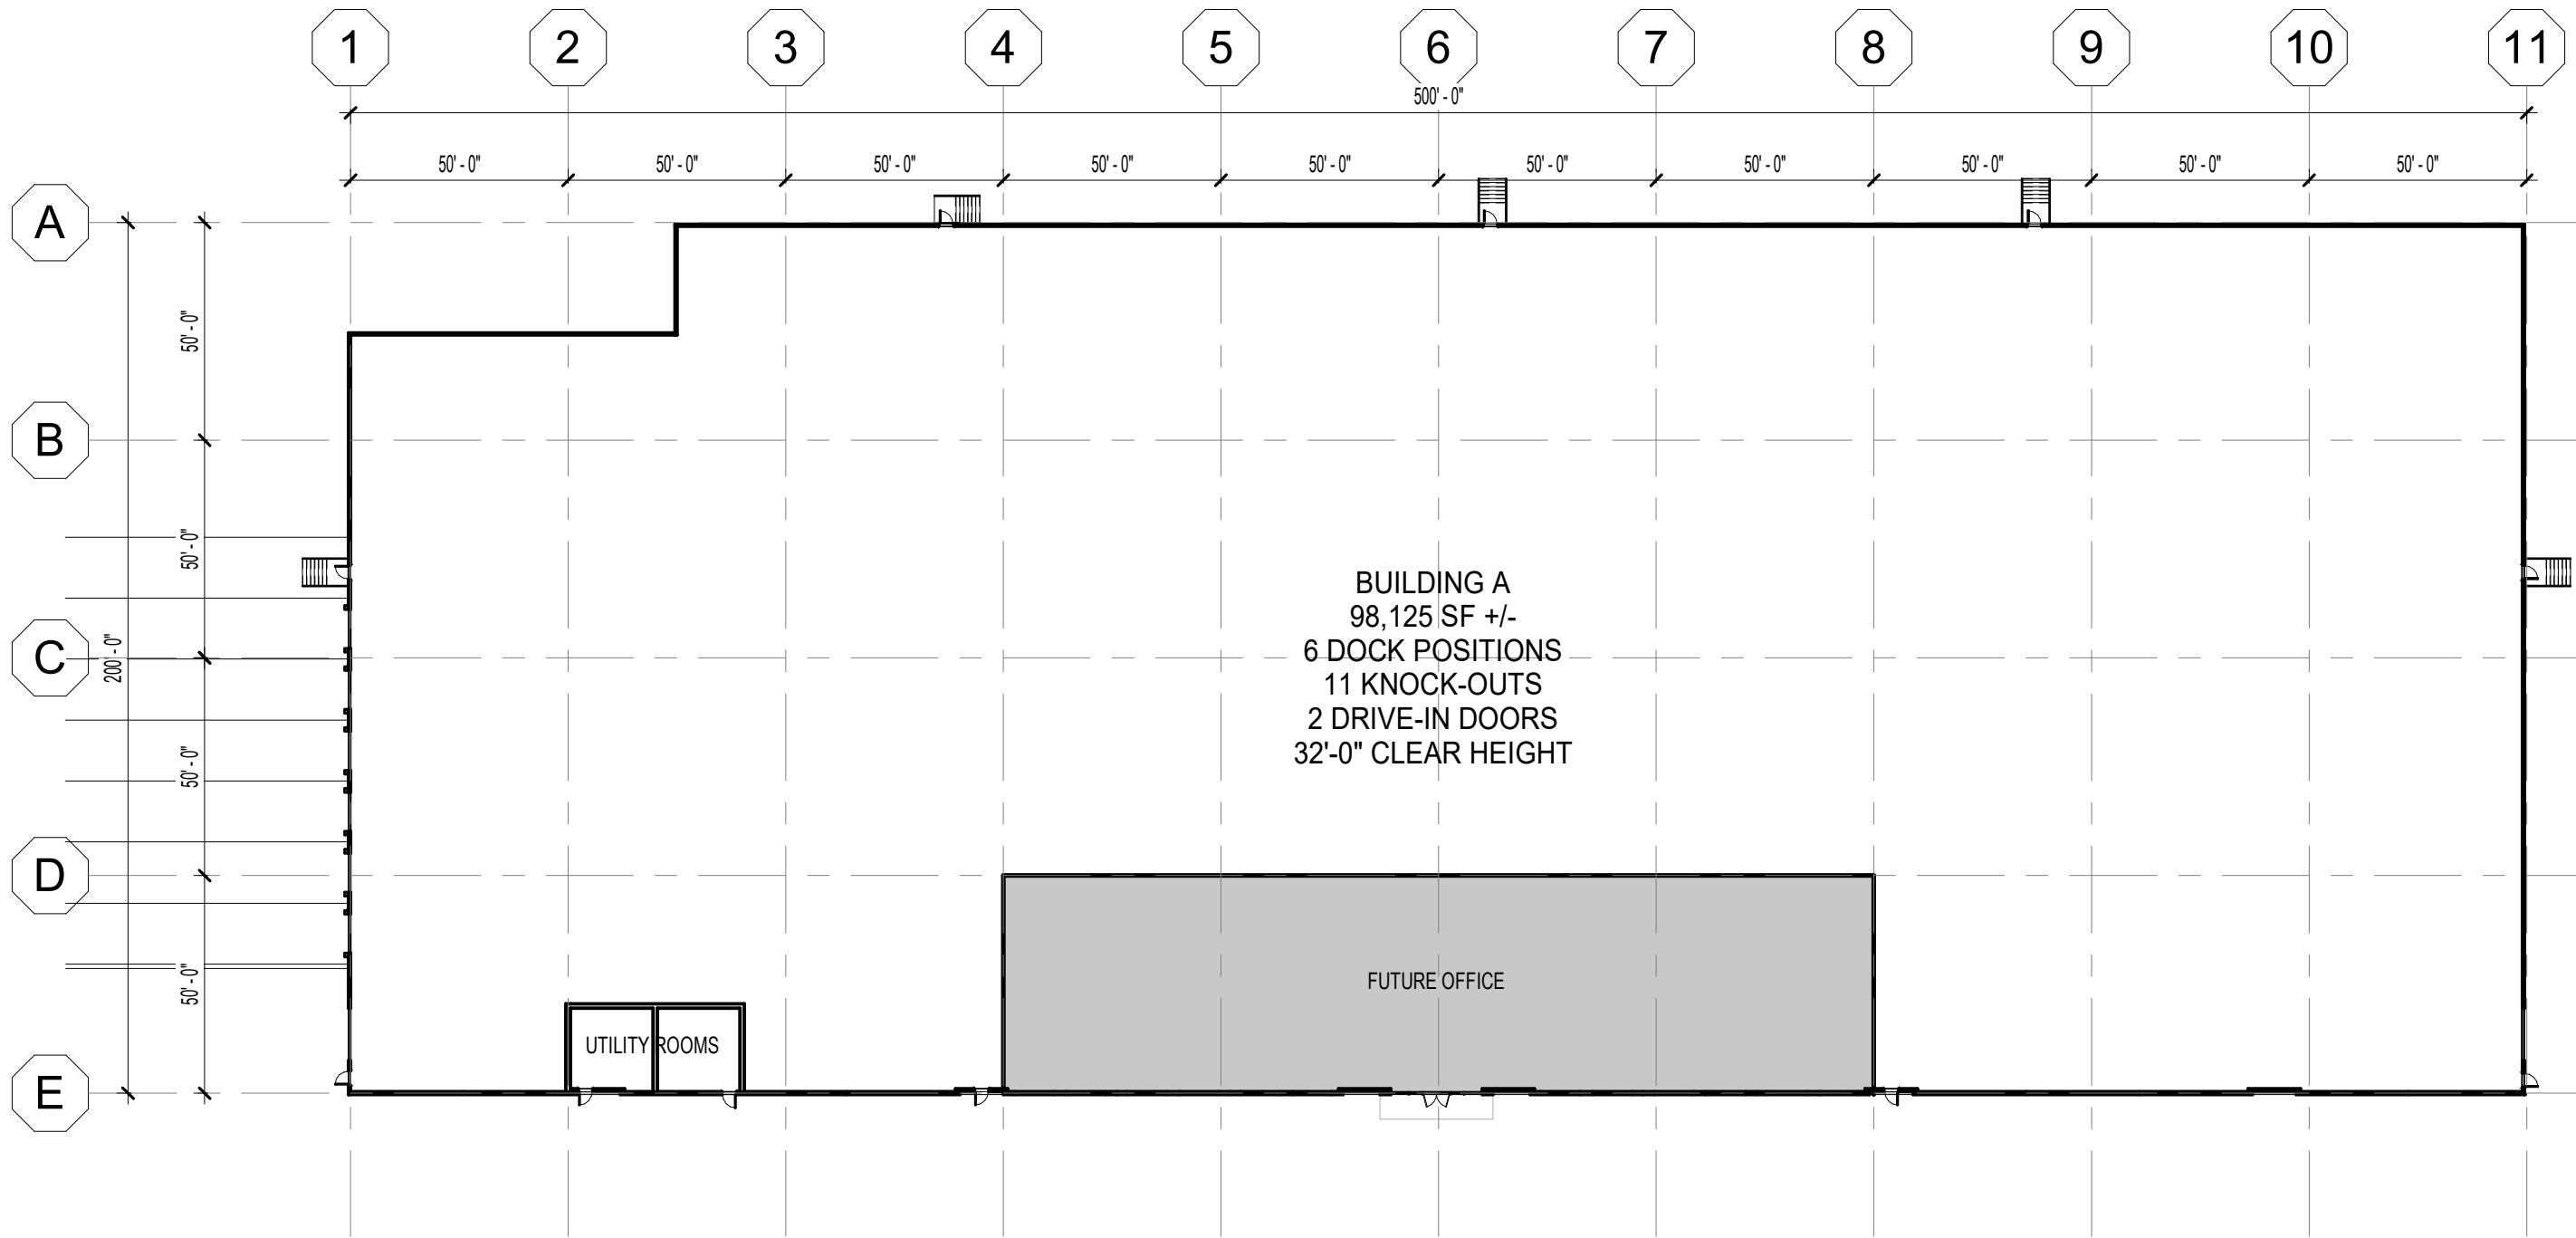 1 2 3 4 5 6 7 8 9 10 11
500' - 0"
50' - 0" 50' - 0" 50' - 0" 50' - 0" 50' - 0" 50' - 0" 50' - 0" 50' - 0" 50' - 0" 50' - 0"
A
50' - 0"
B
50' - 0"
BUILDING A
98,125 SF +/-
6 DOCK POSITIONS
11 KNOCK-OUTS
2 DRIVE-IN DOORS
32'-0" CLEAR HEIGHT
C
200' - 0"
50' - 0"
D
50' - 0"
FUTURE OFFICE
UTILITY ROOMS
E